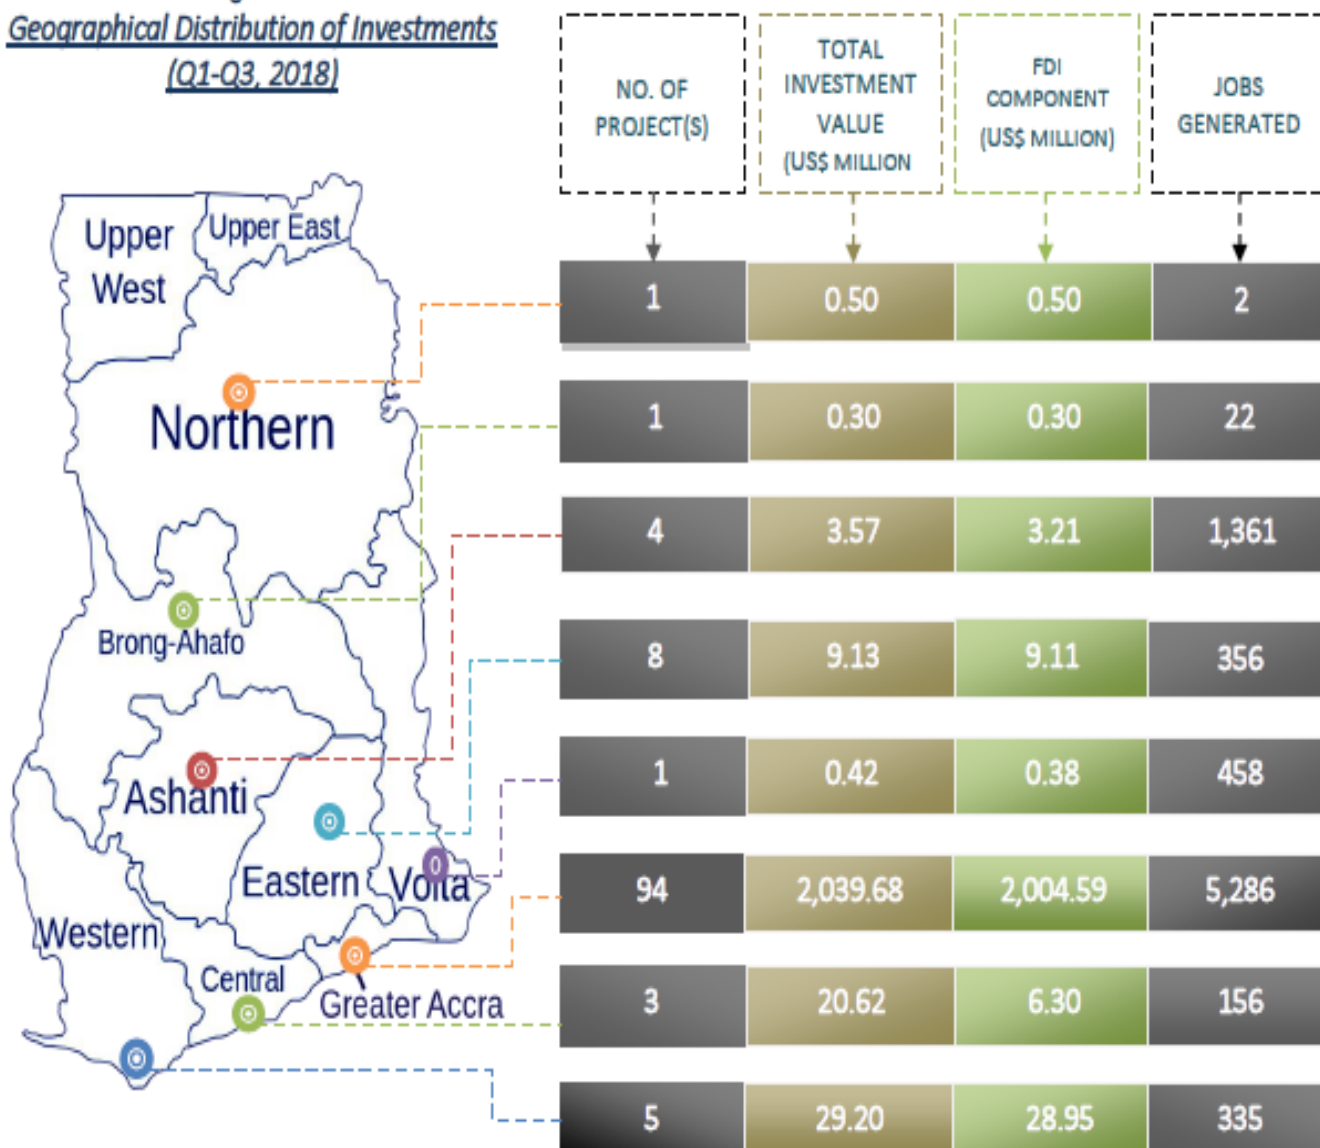 Geographical Distribution of Investments
(Q1-Q3, 2018)
NO. OF
PROJECT(S)
TOTAL
INVESTMENT
VALUE
(US$ MILLION
FDI
COMPONENT
(US$ MILLION)
JOBS
GENERATED
Upper
West
Upper East
Northern
Brong-Ahafo
Ashanti
Eastern
Volta
Western
Central
Greater Accra
1 0.50 0.50 2
1 0.30 0.30 22
4 3.57 3.21 1,361
8 9.13 9.11 356
1 0.42 0.38 458
94 2,039.68 2,004.59 5,286
3 20.62 6.30 156
5 29.20 28.95 335